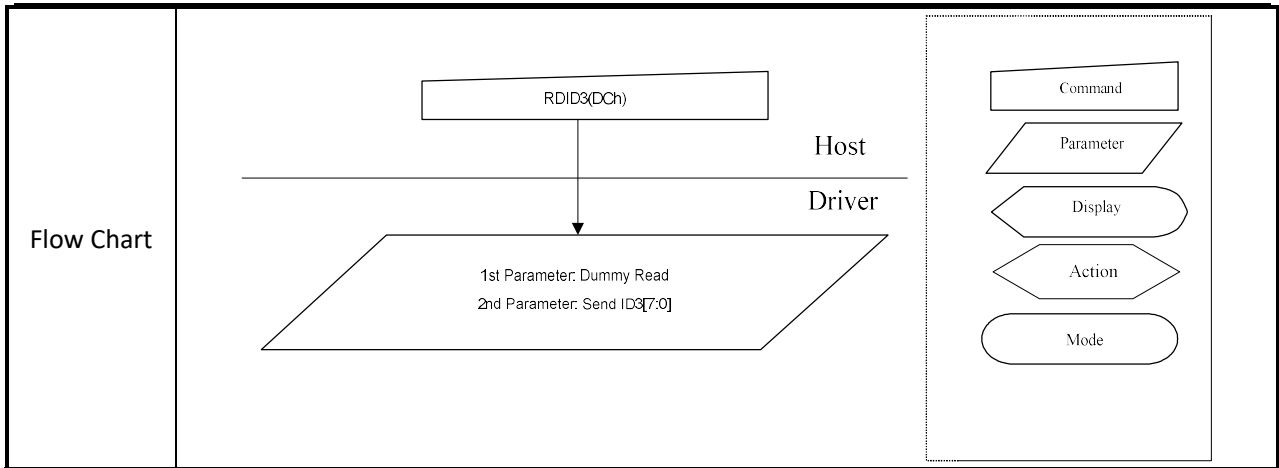 Flow Chart
RDID3(DCh)
Host
Driver
1st Parameter: Dummy Read
2nd Parameter: Send ID3[7:0]
Command
Parameter
Display
Action
Mode